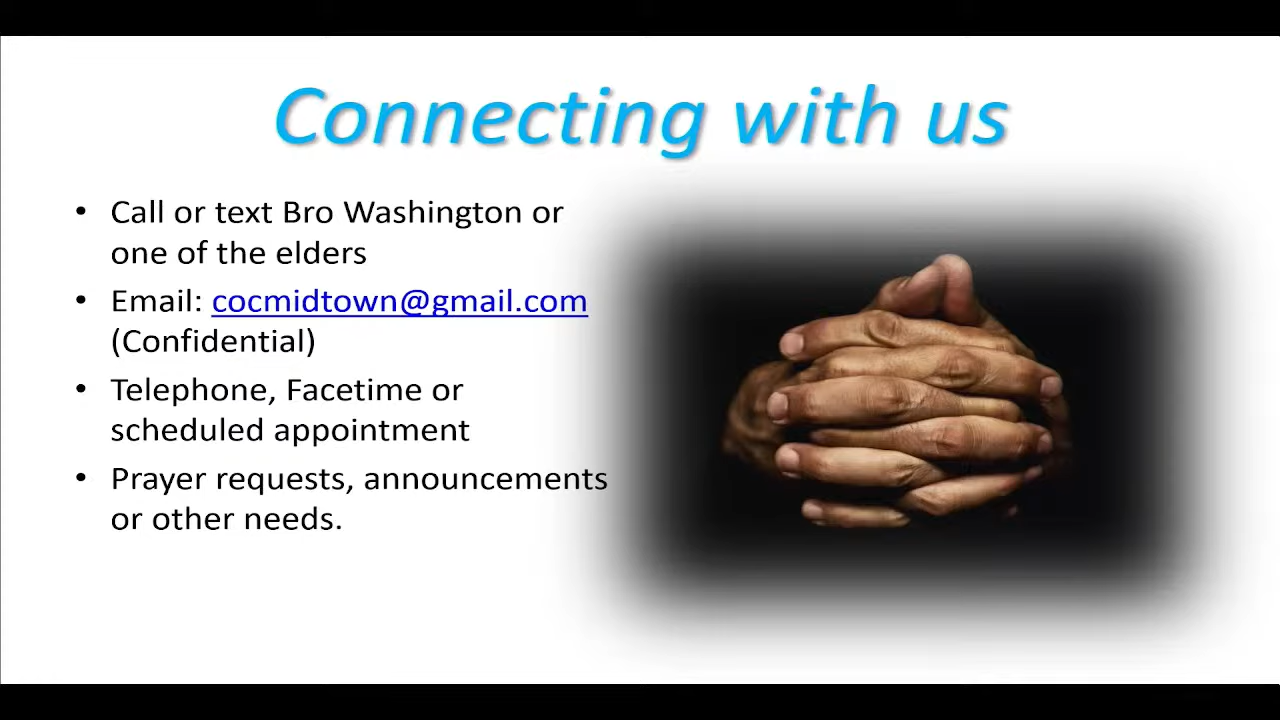 Connecting with us
• Call or text Bro Washington or
one of the elders
• Email: cocmidtown@gmail.com
(Confidential)
• Telephone, Facetime or
scheduled appointment
• Prayer requests, announcements
or other needs.